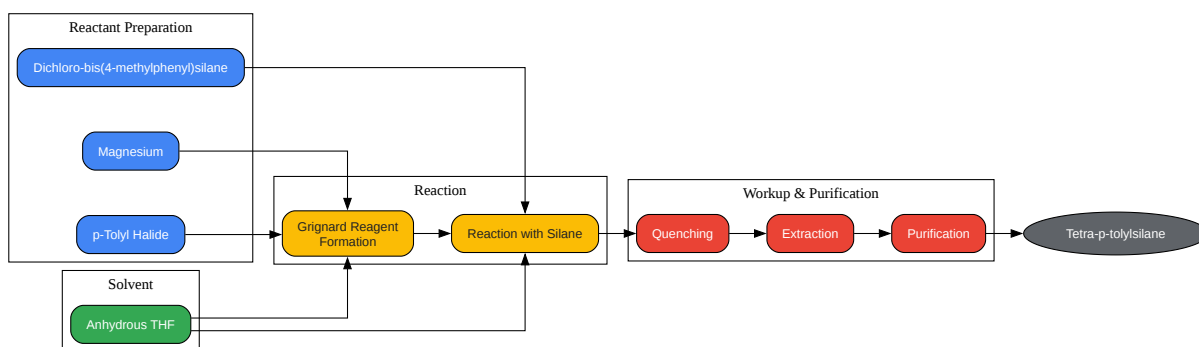 Reactant Preparation
Dichloro-bis(4-methylphenyl)silane
Magnesium
p-Tolyl Halide
Solvent
Anhydrous THF
Reaction
Grignard Reagent
Formation
Reaction with Silane
Workup & Purification
Quenching
Extraction
Purification
Tetra-p-tolylsilane